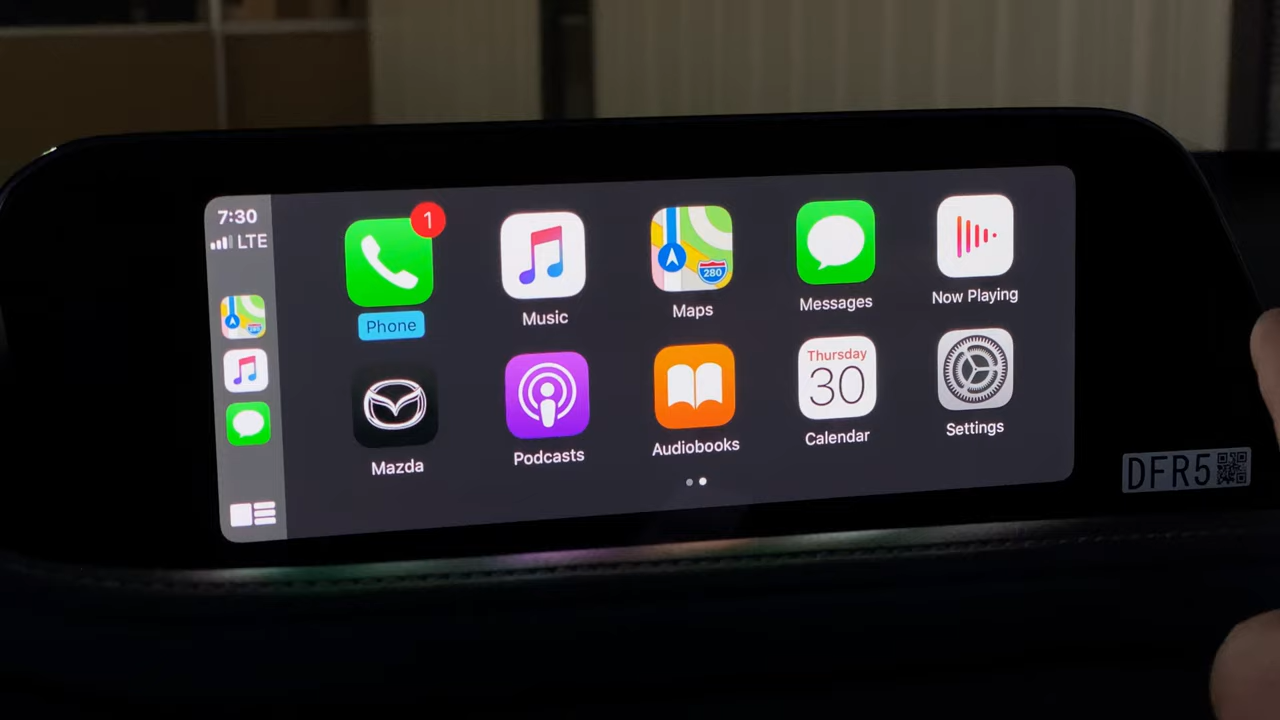 7:30
LTE
1
Phone
Music
280
Maps
Messages
Now Playing
Mazda
Podcasts
Audiobooks
Thursday
30
Calendar
Settings
DFR5